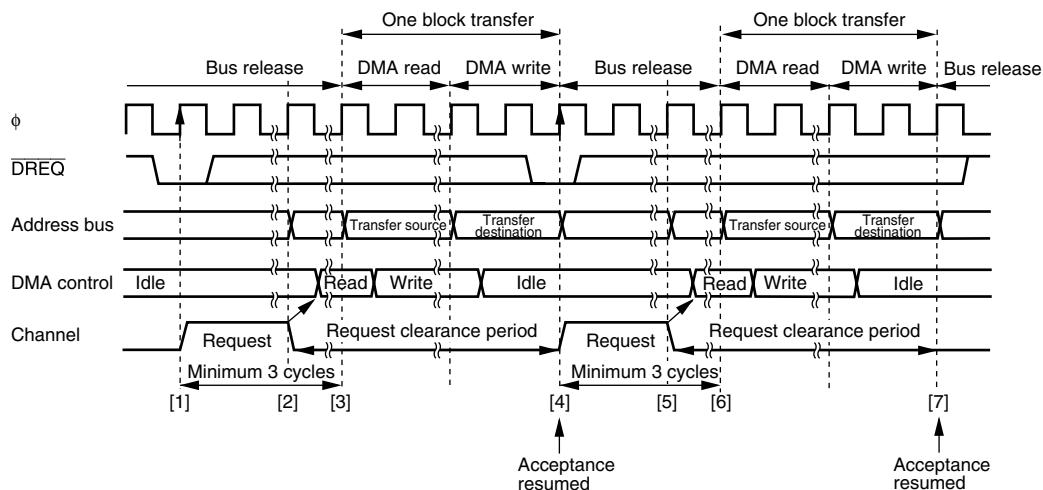 One block transfer One block transfer
Bus release DMA read DMA write Bus release DMA read DMA write Bus release
ϕ
DREQ
Address bus Transfer source Transfer destination Transfer source Transfer destination
DMA control Idle Read Write Idle Read Write Idle
Channel Request Request clearance period Request Request clearance period
Minimum 3 cycles Minimum 3 cycles
[1] [2] [3] [4] [5] [6] [7]
Acceptance resumed Acceptance resumed